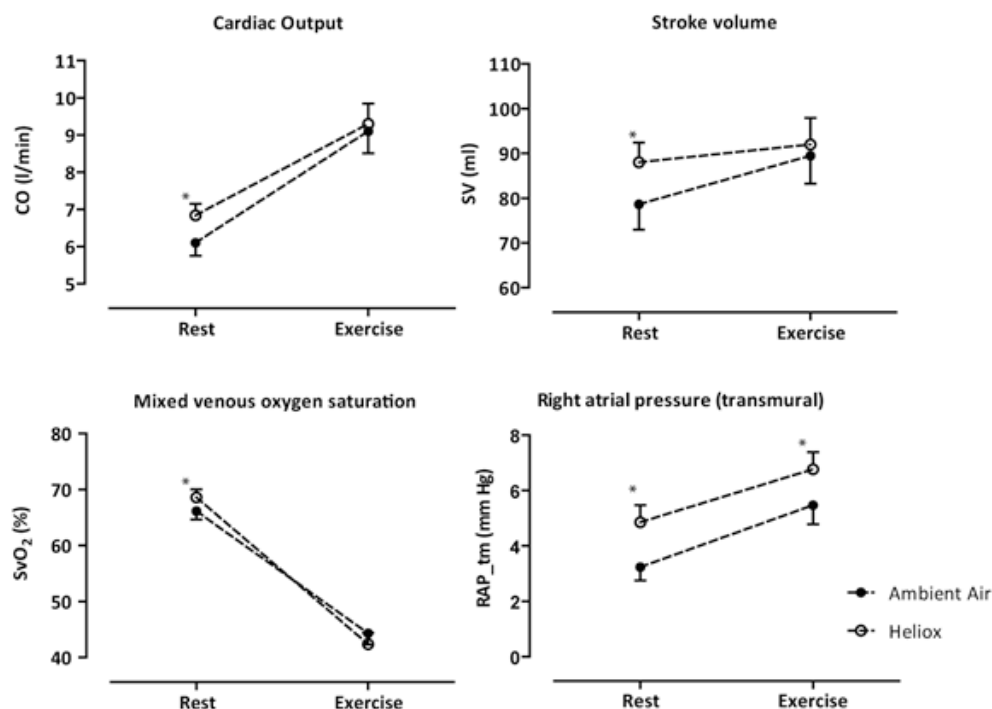 Cardiac Output
11
10
9
8
7
6
5
CO (l/min)
*
Rest Exercise
Stroke volume
110
100
90
80
70
60
SV (ml)
*
Rest Exercise
Mixed venous oxygen saturation
80
70
60
50
40
SvO₂ (%)
*
Rest Exercise
Right atrial pressure (transmural)
8
6
4
2
0
RAP_tm (mm Hg)
*
*
Rest Exercise
Ambient Air
Heliox